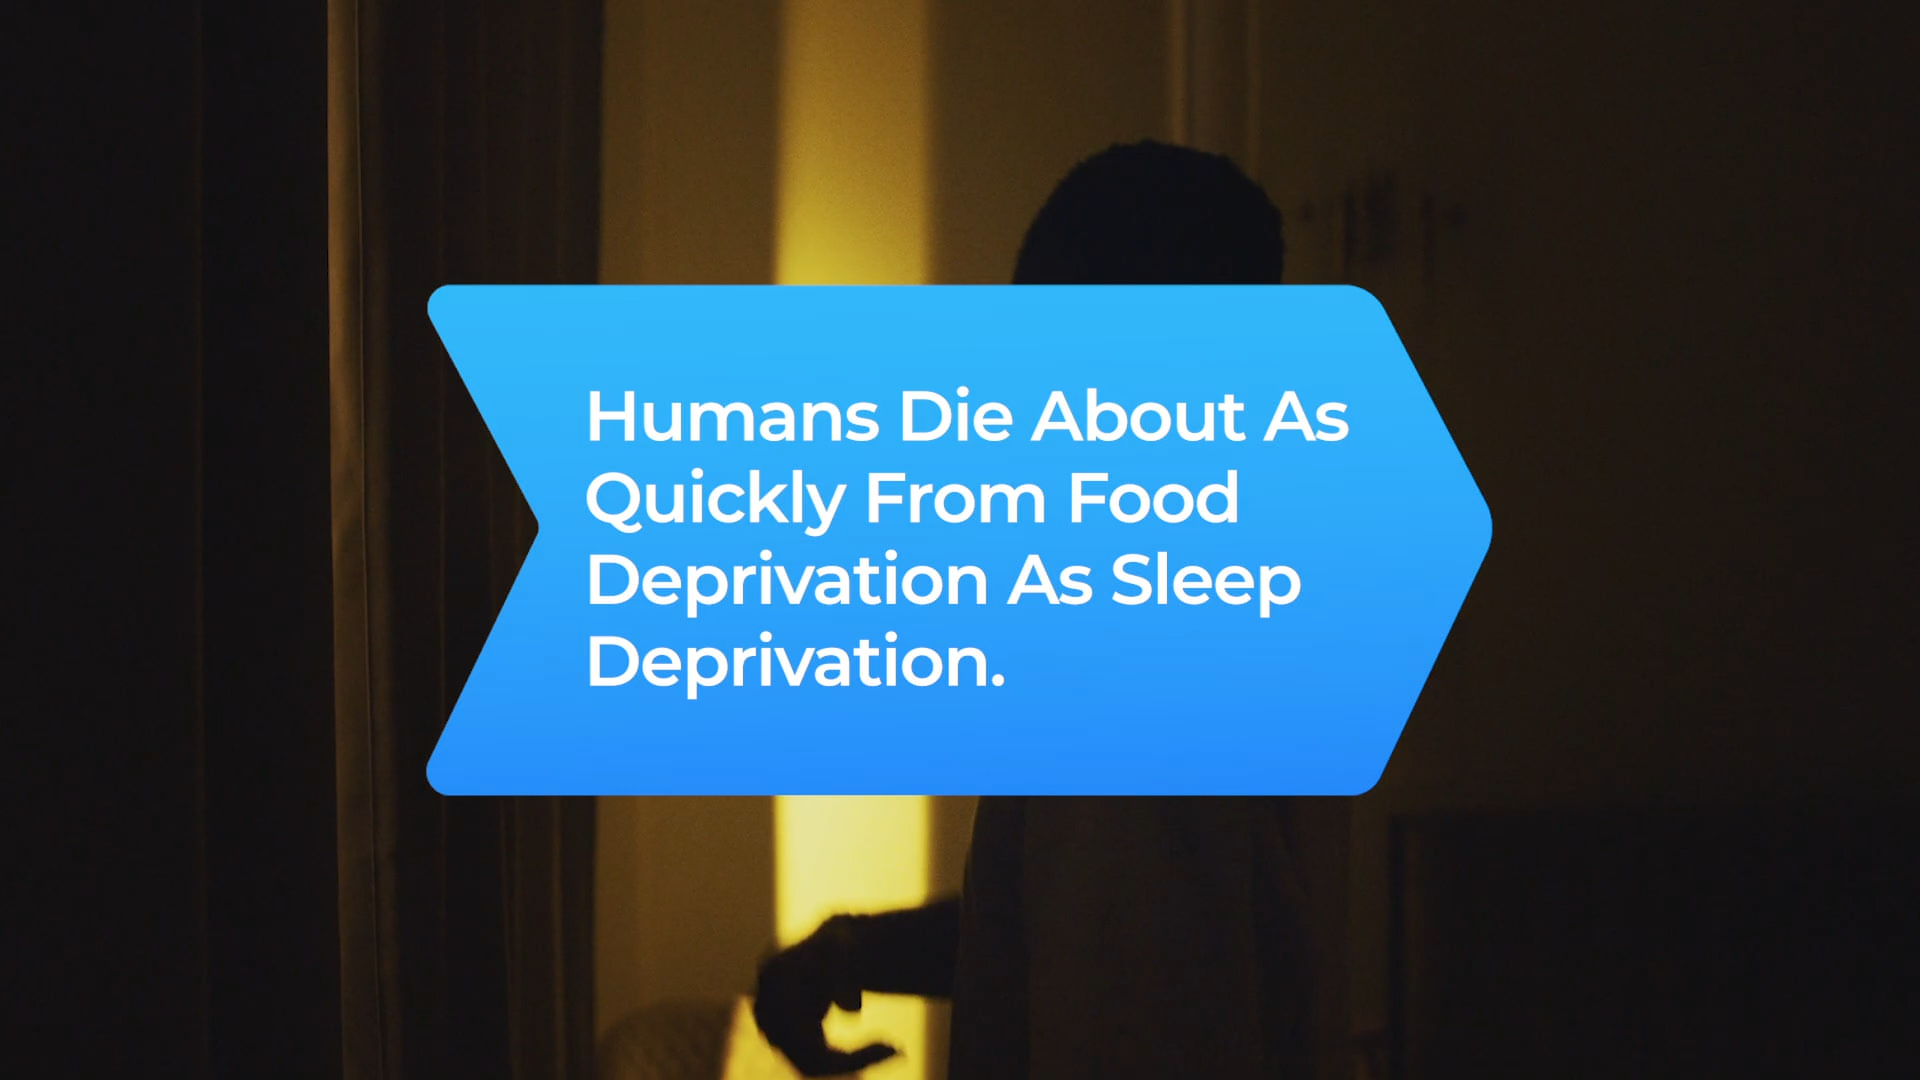 Humans Die About As
Quickly From Food
Deprivation As Sleep
Deprivation.